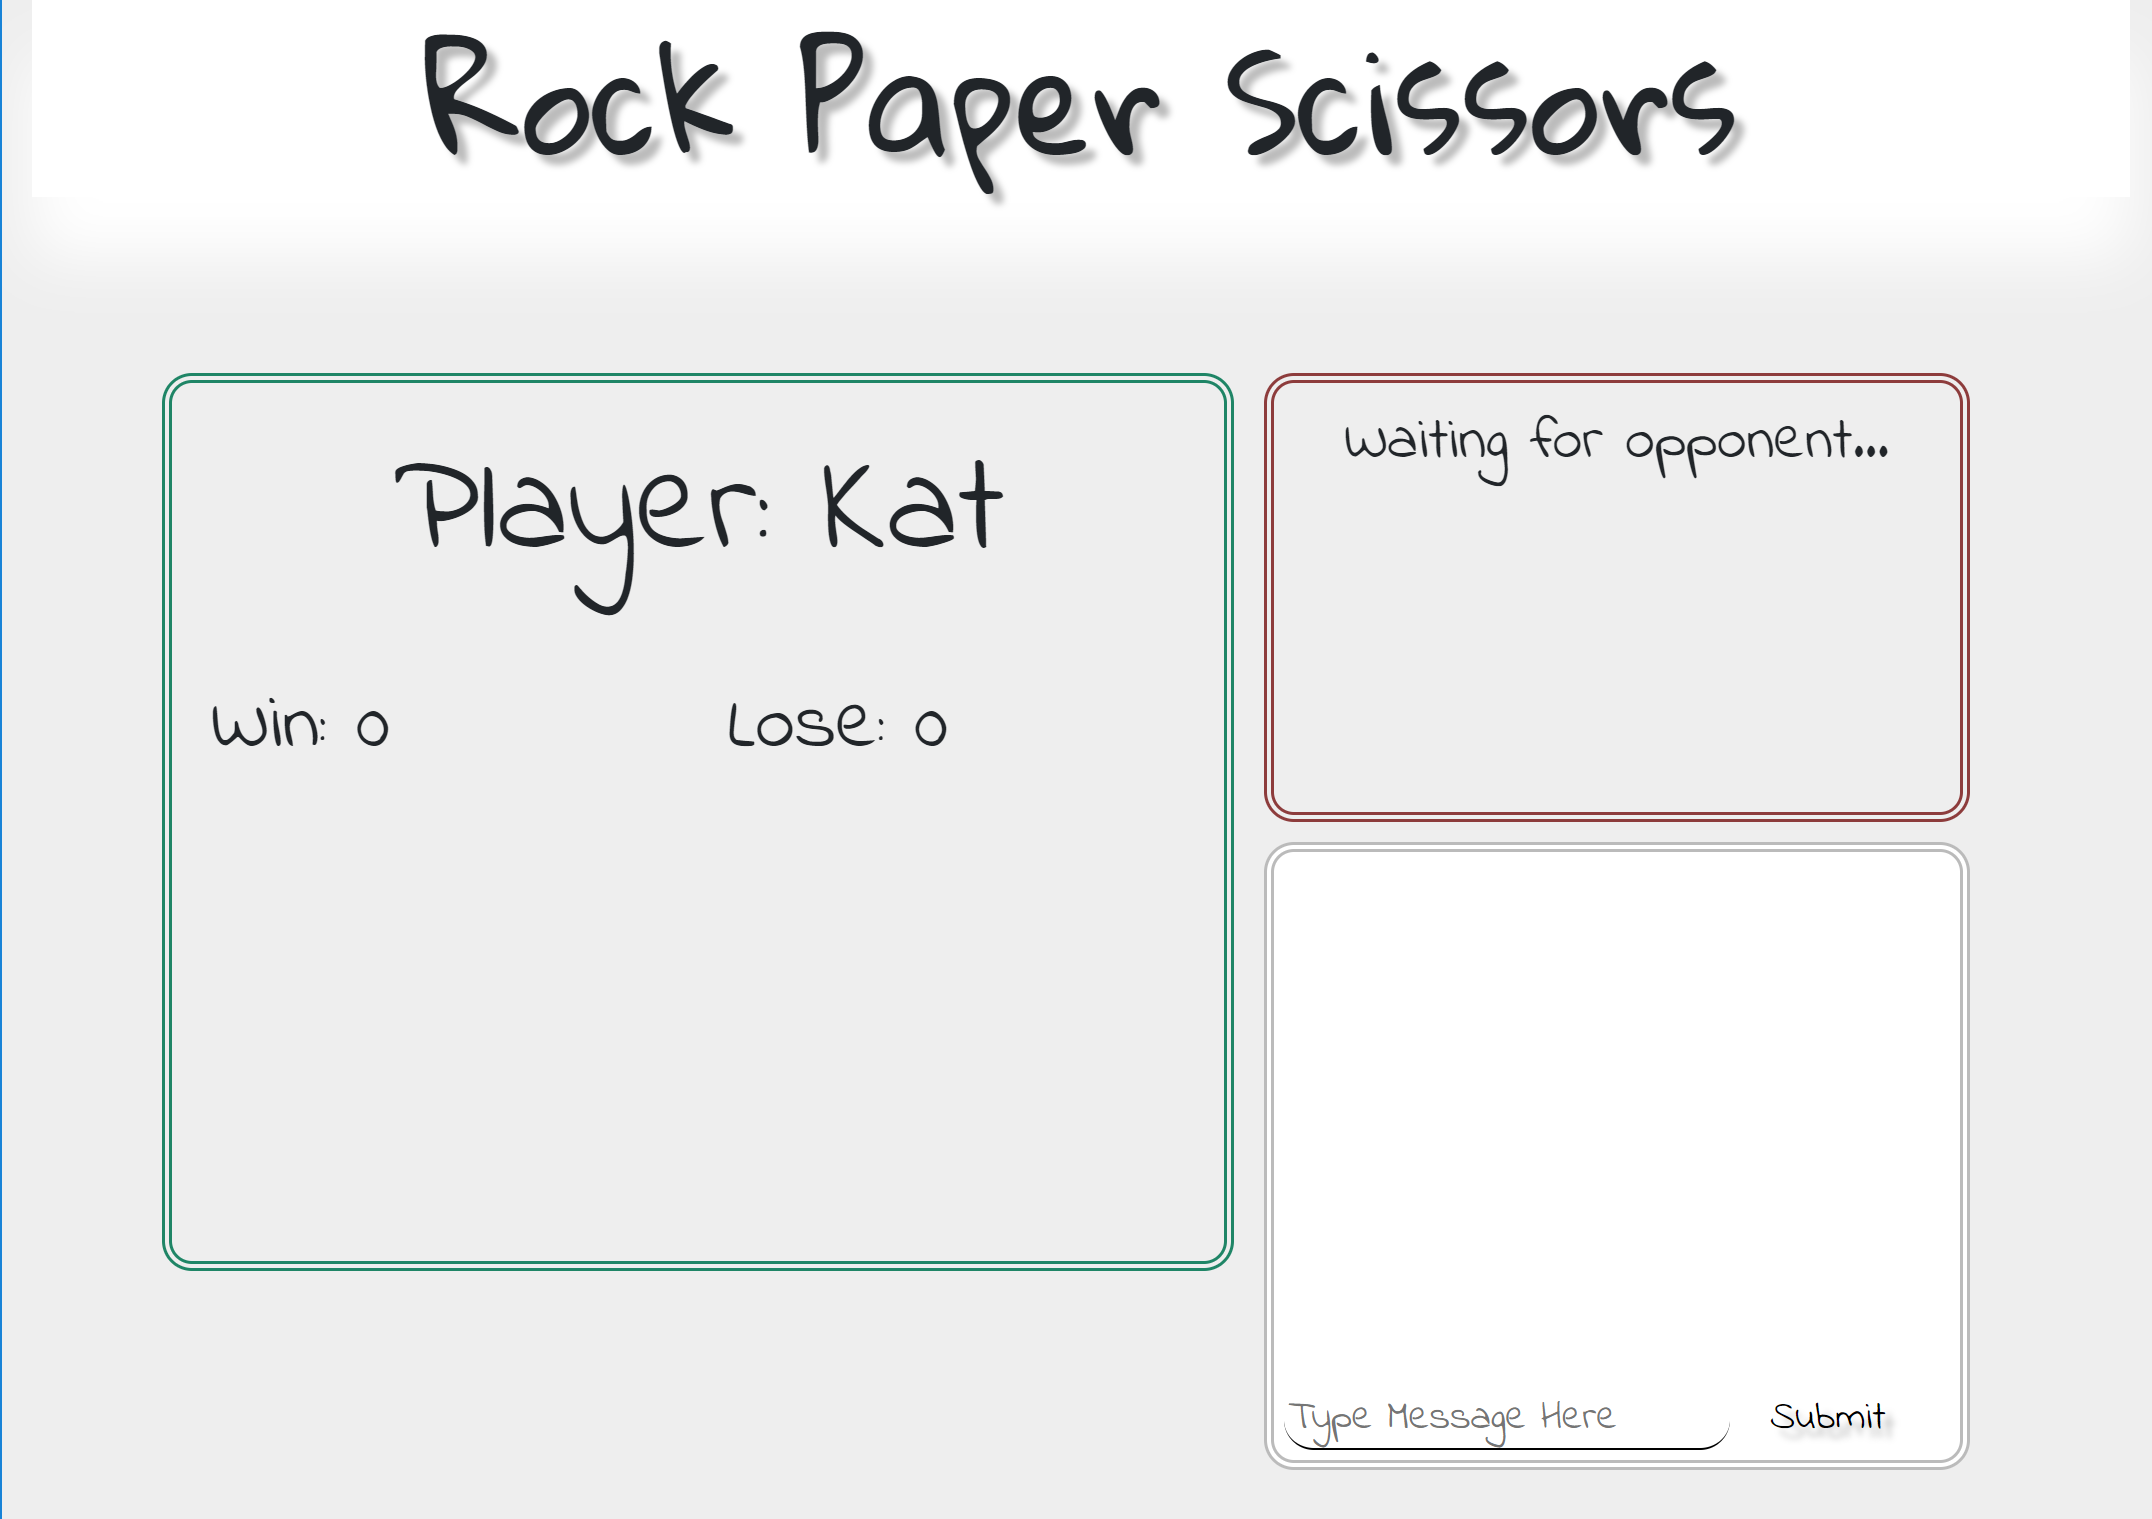 Rock Paper Scissors
Player: Kat
Win: 0
Lose: 0
Waiting for opponent...
Type Message Here
Submit